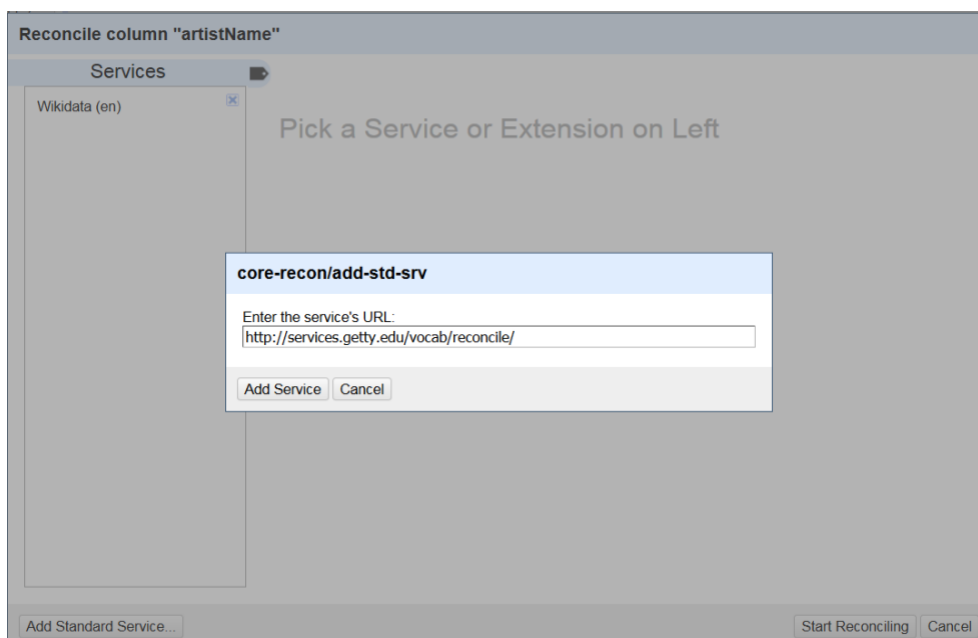 Reconcile column "artistName"
Services
Wikidata (en)
Pick a Service or Extension on Left
core-recon/add-std-srv
Enter the service's URL:
http://services.getty.edu/vocab/reconcile/
Add Service Cancel
Add Standard Service... Start Reconciling Cancel